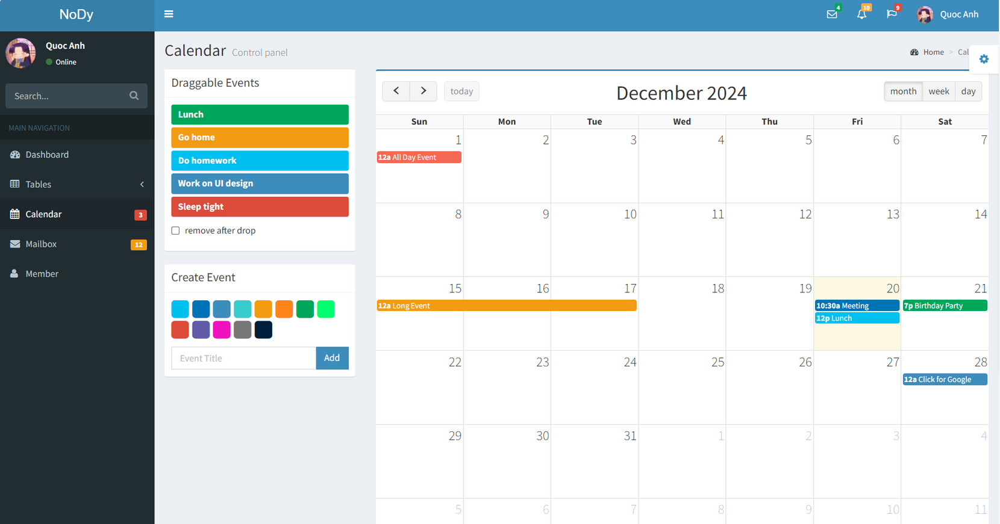 NoDy
4
10
9
Quoc Anh
Quoc Anh
Online
Search...
MAIN NAVIGATION
Dashboard
Tables
Calendar 3
Mailbox 12
Member
Calendar Control panel
Home > Cal
Draggable Events
Lunch
Go home
Do homework
Work on UI design
Sleep tight
remove after drop
Create Event
Event Title Add
today
December 2024
month week day
Sun Mon Tue Wed Thu Fri Sat
1 2 3 4 5 6 7
12a All Day Event
8 9 10 11 12 13 14
15 16 17 18 19 20 21
12a Long Event 10:30a Meeting 7p Birthday Party
12p Lunch
22 23 24 25 26 27 28
12a Click for Google
29 30 31 1 2 3 4
5 6 7 8 9 10 11